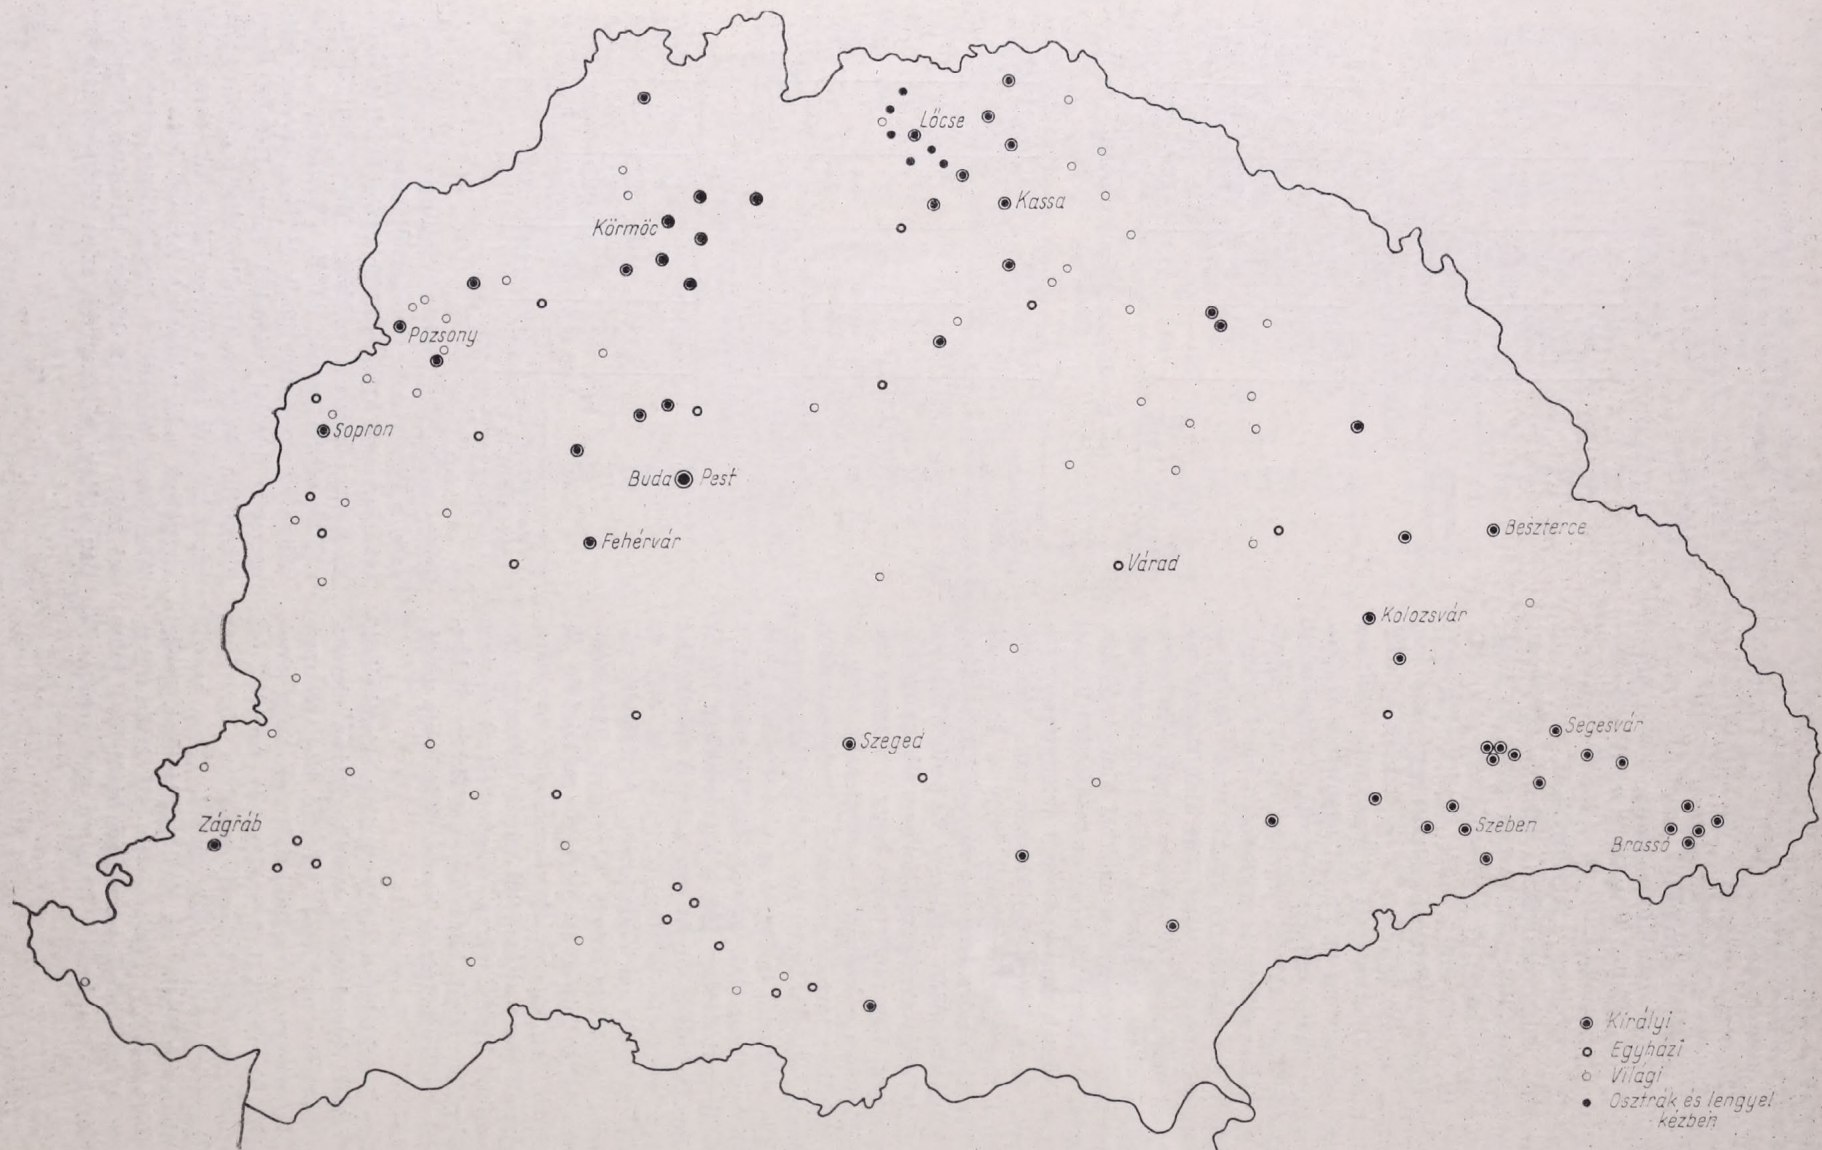 Lőcse
Kassa
Körmöc
Pozsony
Sopron
Buda Pest
Fehérvár
Beszterce
Várad
Kolozsvár
Segesvár
Szeged
Zágráb
Szeben
Brassó
Királyi
Egyházi
Világi
Osztrák és lengyel
kézben